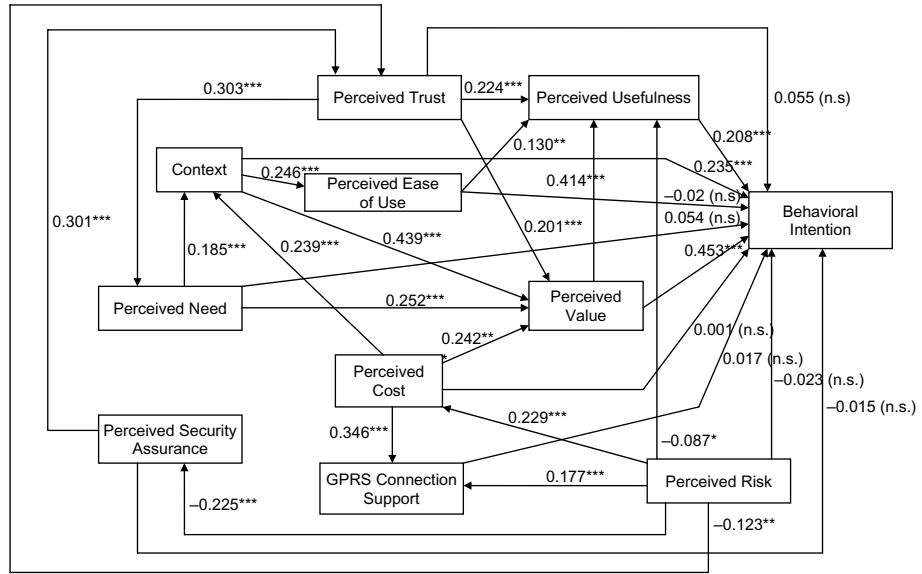 0.303***
Perceived Trust
0.224***
Perceived Usefulness
0.055 (n.s)
0.130**
0.208***
Context
0.246***
0.235***
Perceived Ease
of Use
0.414***
–0.02 (n.s)
Behavioral
Intention
0.301***
0.185***
0.239***
0.439***
0.201***
0.054 (n.s)
0.453***
Perceived Need
0.252***
Perceived
Value
0.242**
*
0.001 (n.s.)
Perceived
Cost
0.017 (n.s.)
–0.023 (n.s.)
–0.015 (n.s.)
Perceived Security
Assurance
0.346***
0.229***
–0.087*
GPRS Connection
Support
0.177***
Perceived Risk
–0.225***
–0.123**